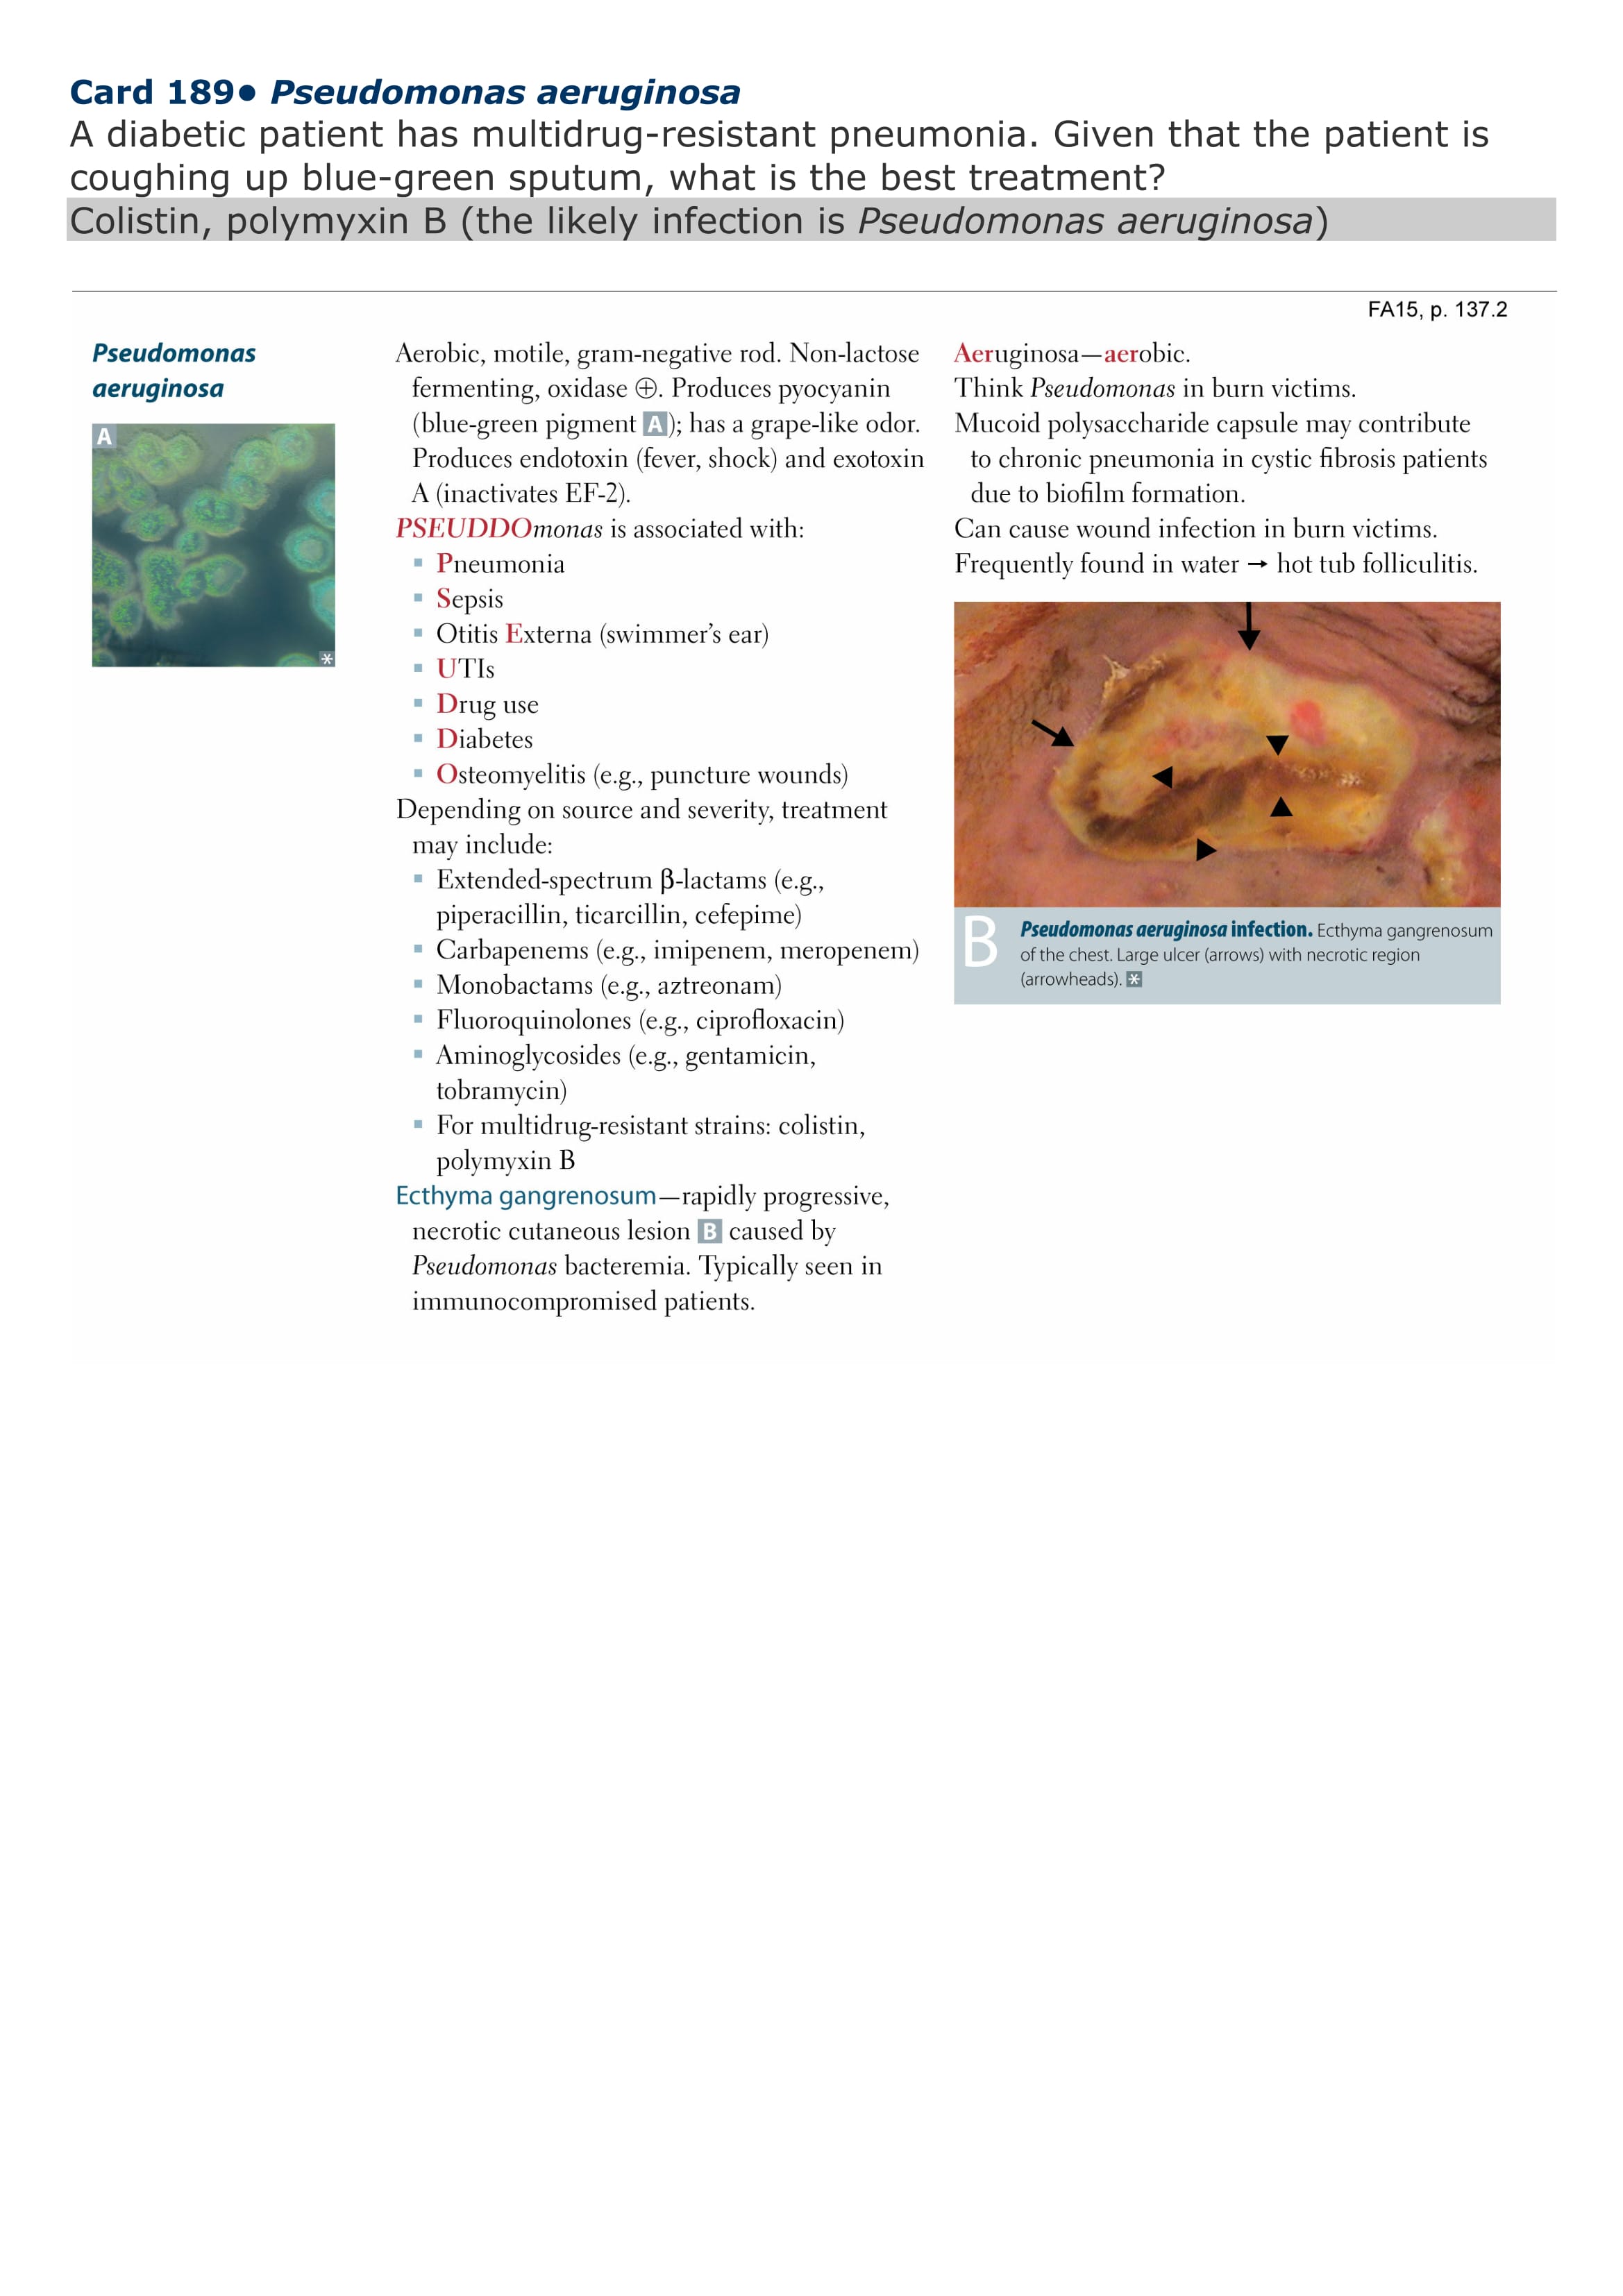 Card 189• Pseudomonas aeruginosa
A diabetic patient has multidrug-resistant pneumonia. Given that the patient is
coughing up blue-green sputum, what is the best treatment?
Colistin, polymyxin B (the likely infection is Pseudomonas aeruginosa)
FA15, p. 137.2
Pseudomonas
aeruginosa
A
*
Aerobic, motile, gram-negative rod. Non-lactose
fermenting, oxidase ⊕. Produces pyocyanin
(blue-green pigment A); has a grape-like odor.
Produces endotoxin (fever, shock) and exotoxin
A (inactivates EF-2).
PSEUDDOmonas is associated with:
▪ Pneumonia
▪ Sepsis
▪ Otitis Externa (swimmer’s ear)
▪ UTIs
▪ Drug use
▪ Diabetes
▪ Osteomyelitis (e.g., puncture wounds)
Depending on source and severity, treatment
may include:
▪ Extended-spectrum β-lactams (e.g.,
piperacillin, ticarcillin, cefepime)
▪ Carbapenems (e.g., imipenem, meropenem)
▪ Monobactams (e.g., aztreonam)
▪ Fluoroquinolones (e.g., ciprofloxacin)
▪ Aminoglycosides (e.g., gentamicin,
tobramycin)
▪ For multidrug-resistant strains: colistin,
polymyxin B
Ecthyma gangrenosum—rapidly progressive,
necrotic cutaneous lesion B caused by
Pseudomonas bacteremia. Typically seen in
immunocompromised patients.
Aeruginosa—aerobic.
Think Pseudomonas in burn victims.
Mucoid polysaccharide capsule may contribute
to chronic pneumonia in cystic fibrosis patients
due to biofilm formation.
Can cause wound infection in burn victims.
Frequently found in water → hot tub folliculitis.
B
Pseudomonas aeruginosa infection. Ecthyma gangrenosum
of the chest. Large ulcer (arrows) with necrotic region
(arrowheads). *